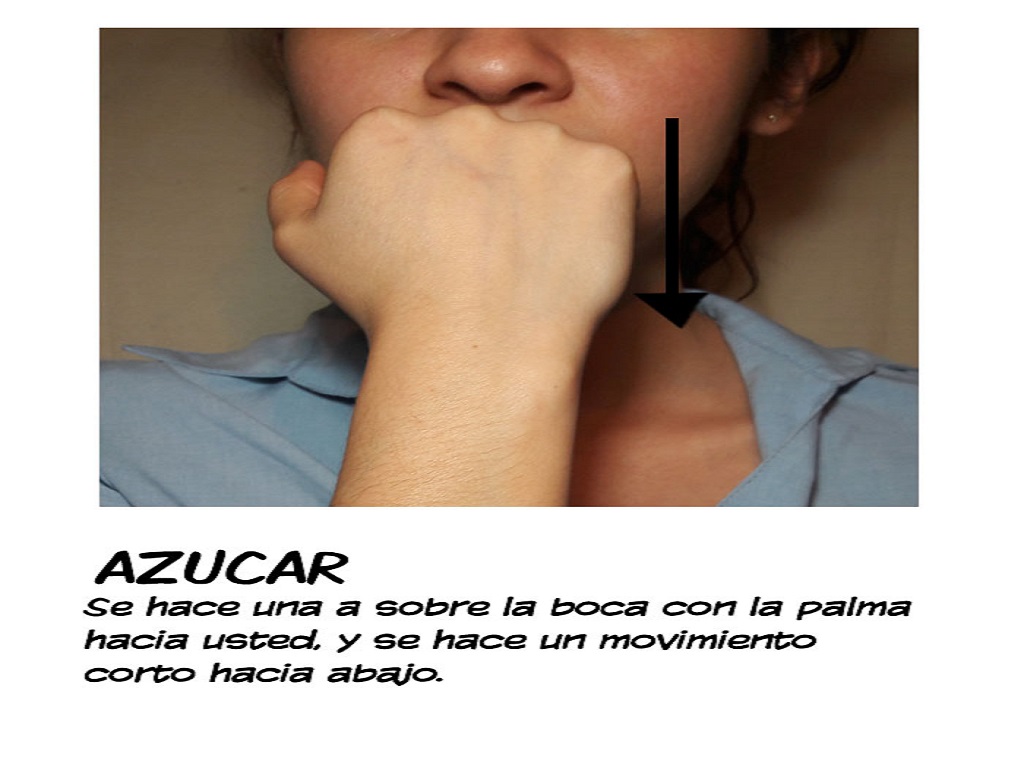 AZUCAR
Se hace una a sobre la boca con la palma
hacia usted, y se hace un movimiento
corto hacia abajo.